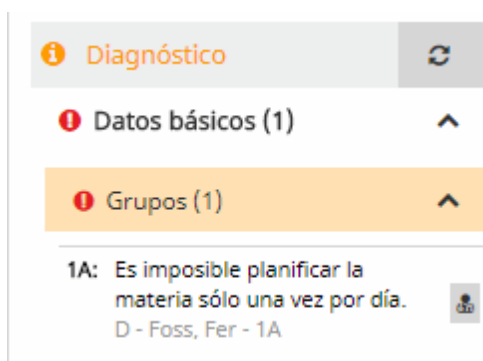 Diagnóstico
Datos básicos (1)
Grupos (1)
1A: Es imposible planificar la
materia sólo una vez por día.
D - Foss, Fer - 1A